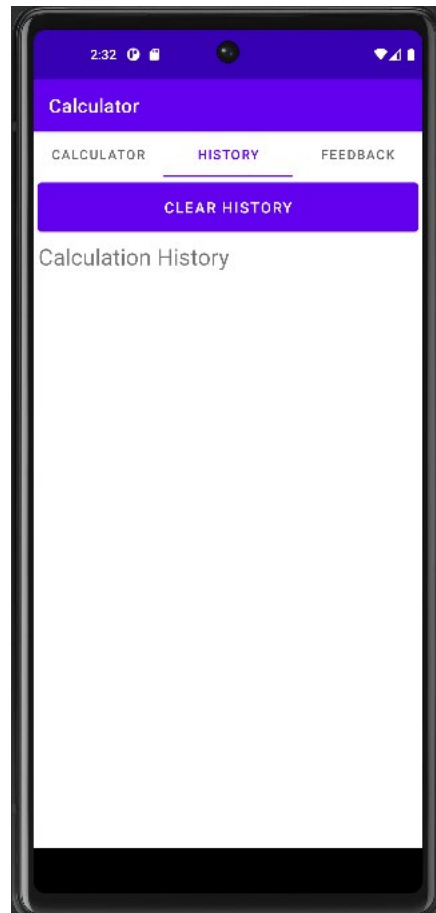 2:32
Calculator
CALCULATOR HISTORY FEEDBACK
CLEAR HISTORY
Calculation History